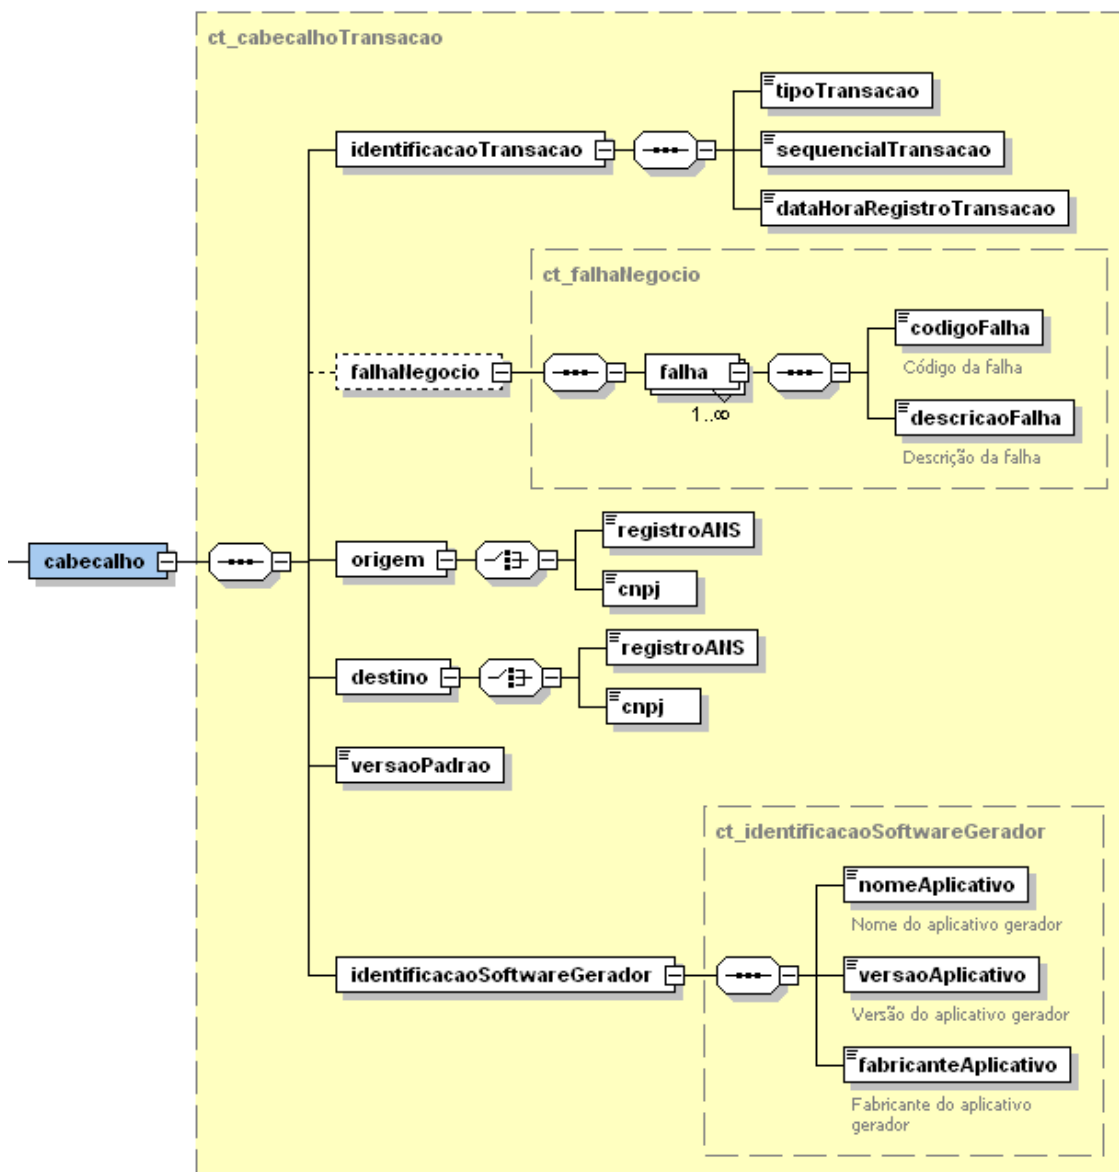 ct_cabecalhoTransacao
tipoTransacao
identificacaoTransacao
sequencialTransacao
dataHoraRegistroTransacao
ct_falhaNegocio
codigoFalha
Código da falha
falhaNegocio
falha
1..∞
descricaoFalha
Descrição da falha
cabecalho
registroANS
origem
cnpj
registroANS
destino
cnpj
versaoPadrao
ct_identificacaoSoftwareGerador
nomeAplicativo
Nome do aplicativo gerador
identificacaoSoftwareGerador
versaoAplicativo
Versão do aplicativo gerador
fabricanteAplicativo
Fabricante do aplicativo
gerador